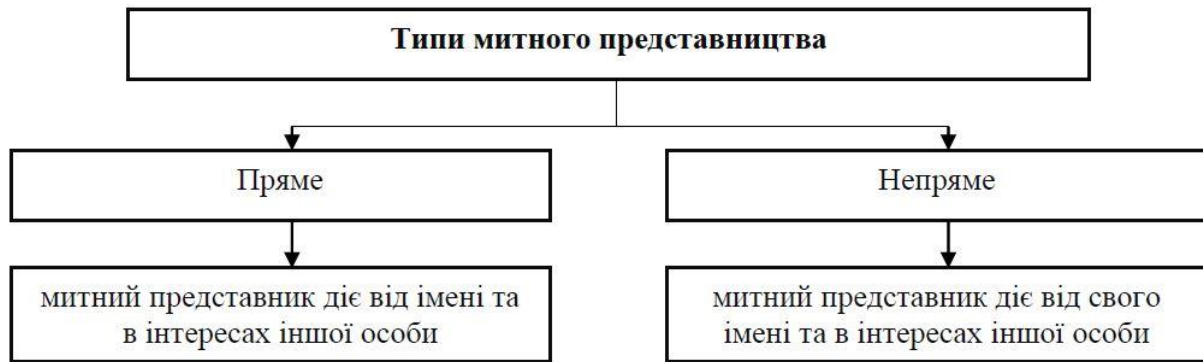 Типи митного представництва
Пряме
Непряме
митний представник діє від імені та
в інтересах іншої особи
митний представник діє від свого
імені та в інтересах іншої особи